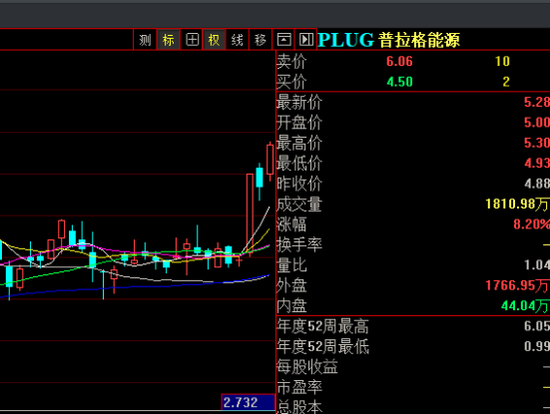 测 标 权 线 移 PLUG 普拉格能源
卖价 6.06 10
买价 4.50 2
最新价 5.28
开盘价 5.00
最高价 5.30
最低价 4.93
昨收价 4.88
成交量 1810.98万
涨幅 8.20%
换手率 –
量比 1.04
外盘 1766.95万
内盘 44.04万
年度52周最高 6.05
年度52周最低 0.99
每股收益 –
市盈率 –
总股本 –
2.732